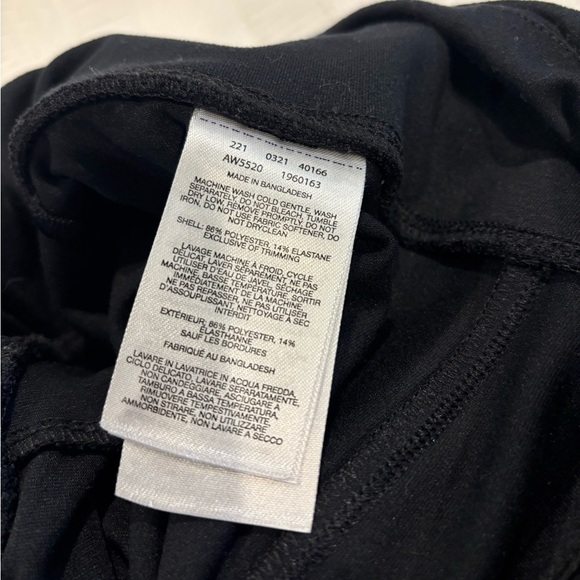 221 0321 40166
AW5520 1960163
MADE IN BANGLADESH
MACHINE WASH COLD GENTLE, WASH
SEPARATELY, DO NOT BLEACH, TUMBLE
DRY LOW, REMOVE PROMPTLY, DO NOT
IRON, DO NOT USE FABRIC SOFTENER, DO
NOT DRYCLEAN
SHELL: 86% POLYESTER, 14% ELASTANE
EXCLUSIVE OF TRIMMING
LAVAGE MACHINE À FROID, CYCLE
DÉLICAT, LAVER SÉPARÉMENT, NE PAS
UTILISER D'EAU DE JAVEL, SÉCHAGE
MACHINE, BASSE TEMPÉRATURE, SORTIR
IMMÉDIATEMENT DE LA MACHINE,
NE PAS REPASSER, NE PAS UTILISER
D'ASSOUPLISSANT, NETTOYAGE À SEC
INTERDIT
EXTÉRIEUR: 86% POLYESTER, 14%
ÉLASTHANNE
SAUF LES BORDURES
FABRIQUÉ AU BANGLADESH
LAVARE IN LAVATRICE IN ACQUA FREDDA,
CICLO DELICATO, LAVARE SEPARATAMENTE,
NON CANDEGGIARE, ASCIUGARE A
TAMBURO A BASSA TEMPERATURA,
RIMUOVERE TEMPESTIVAMENTE,
NON STIRARE, NON UTILIZZARE
AMMORBIDENTE, NON LAVARE A SECCO